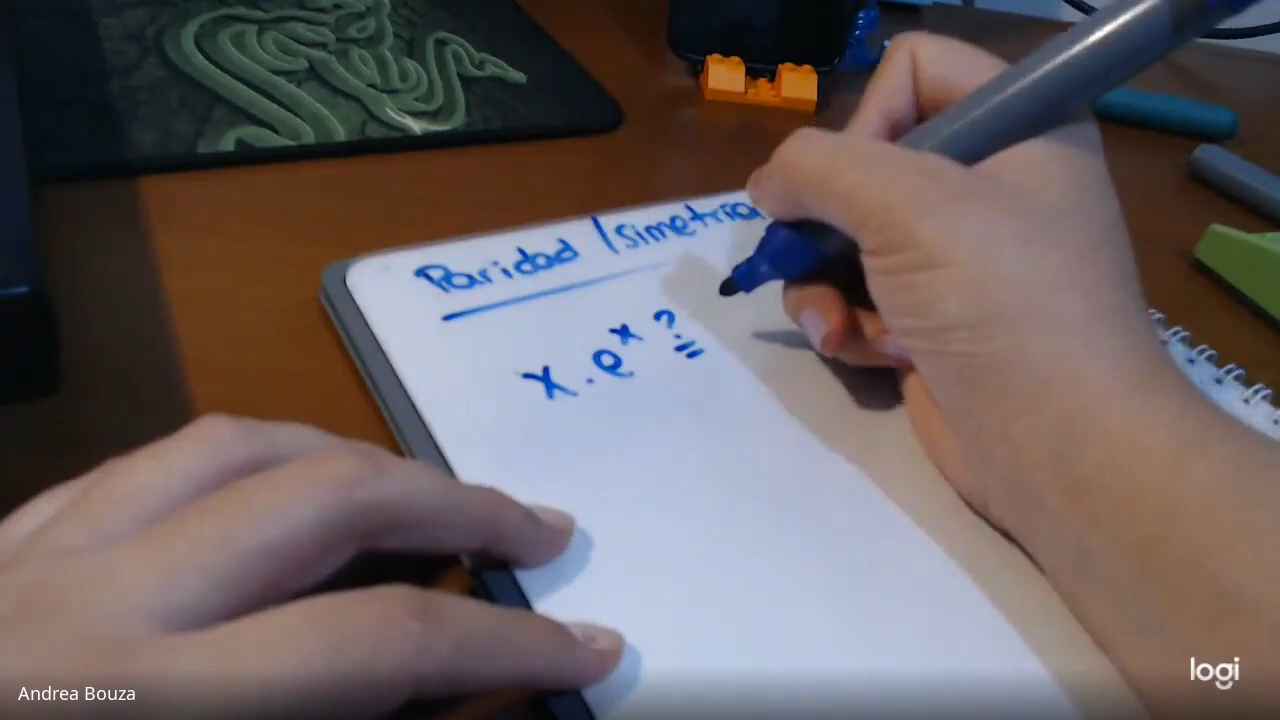 Paridad / simetría
x . e^x ?=
Andrea Bouza
logi